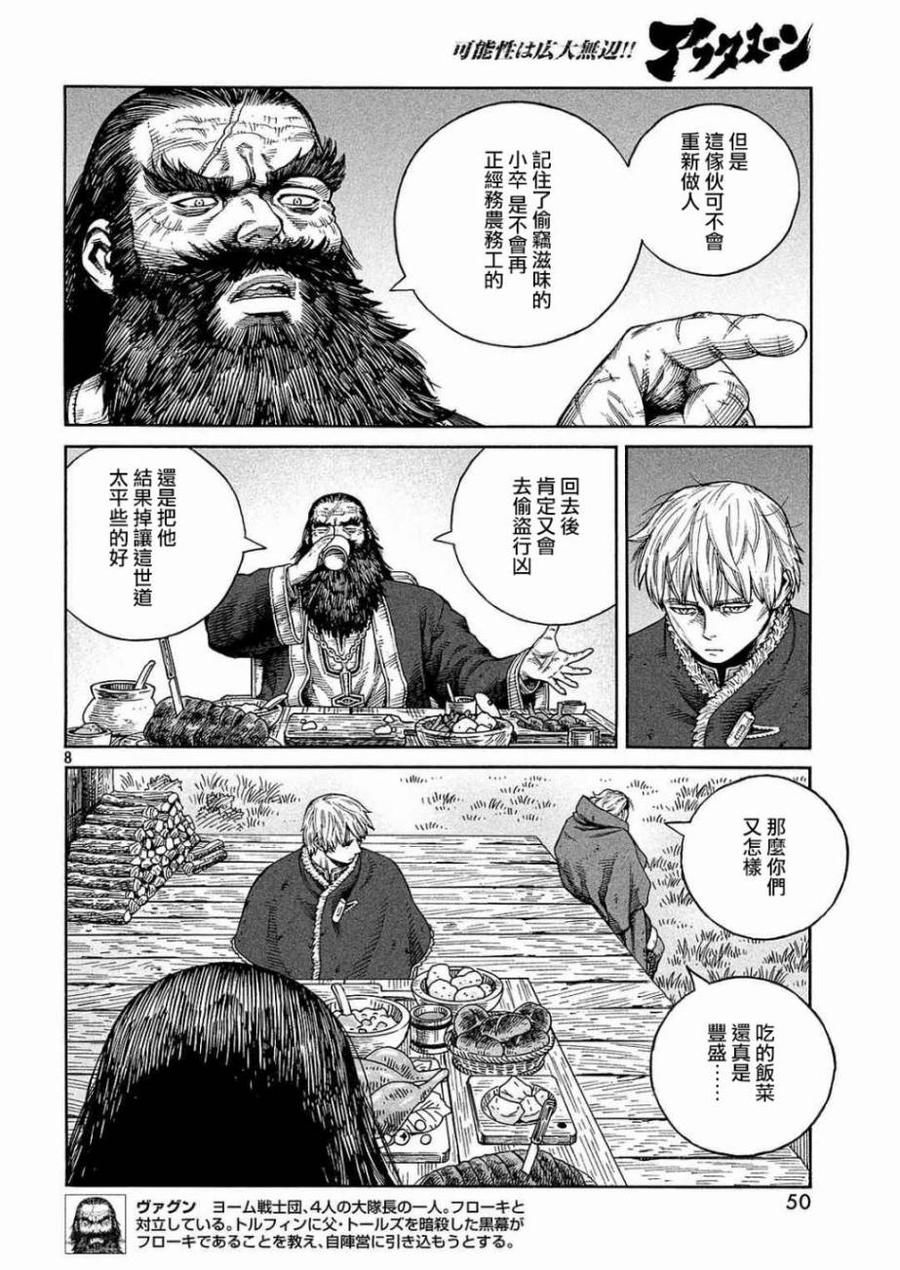 可能性は広大無辺!! アフタヌーン
但是
這傢伙可不會
重新做人
記住了偷竊滋味的
小卒 是不會再
正經務農務工的
回去後
肯定又會
去偷盜行凶
還是把他
結果掉讓這世道
太平些的好
8
那麼你們
又怎樣
吃的飯菜
還真是
豐盛……
50
ヴァグン　ヨーム戦士団、4人の大隊長の一人。フローキと
対立している。トルフィンに父・トールズを暗殺した黒幕が
フローキであることを教え、自陣営に引き込もうとする。